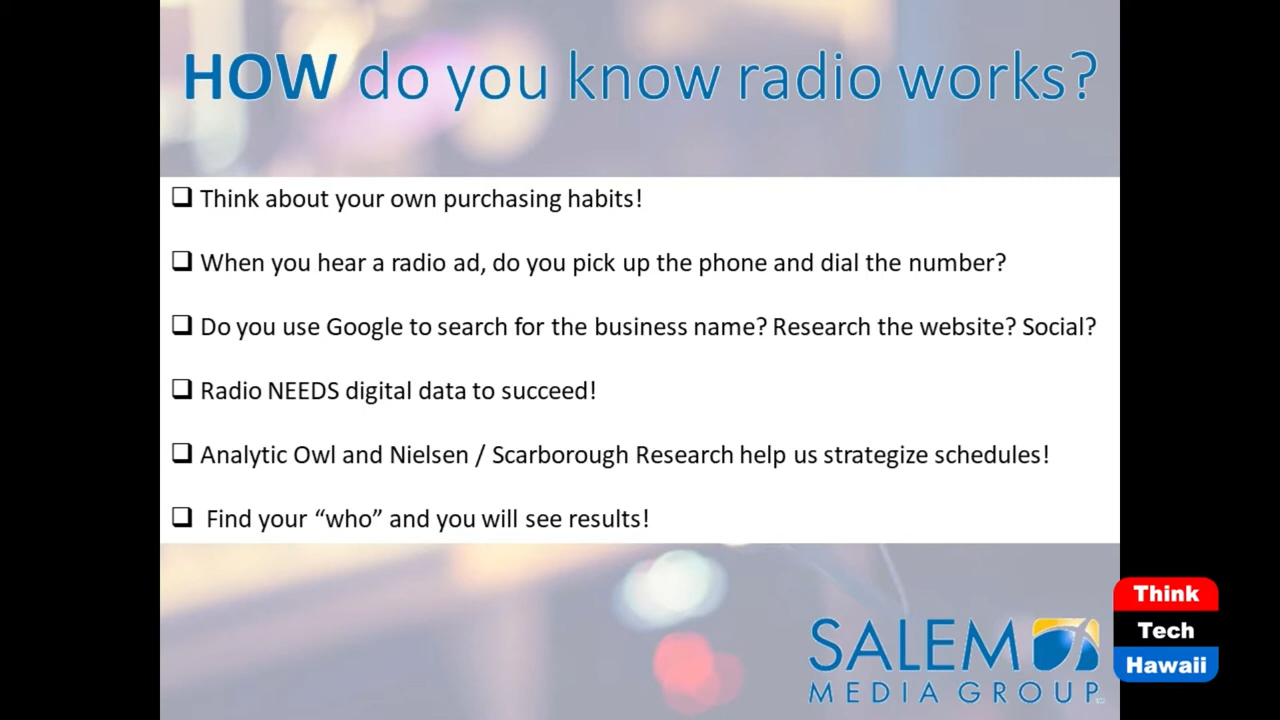 HOW do you know radio works?
Think about your own purchasing habits!
When you hear a radio ad, do you pick up the phone and dial the number?
Do you use Google to search for the business name? Research the website? Social?
Radio NEEDS digital data to succeed!
Analytic Owl and Nielsen / Scarborough Research help us strategize schedules!
Find your “who” and you will see results!
SALEM
MEDIA GROUP
Think
Tech
Hawaii